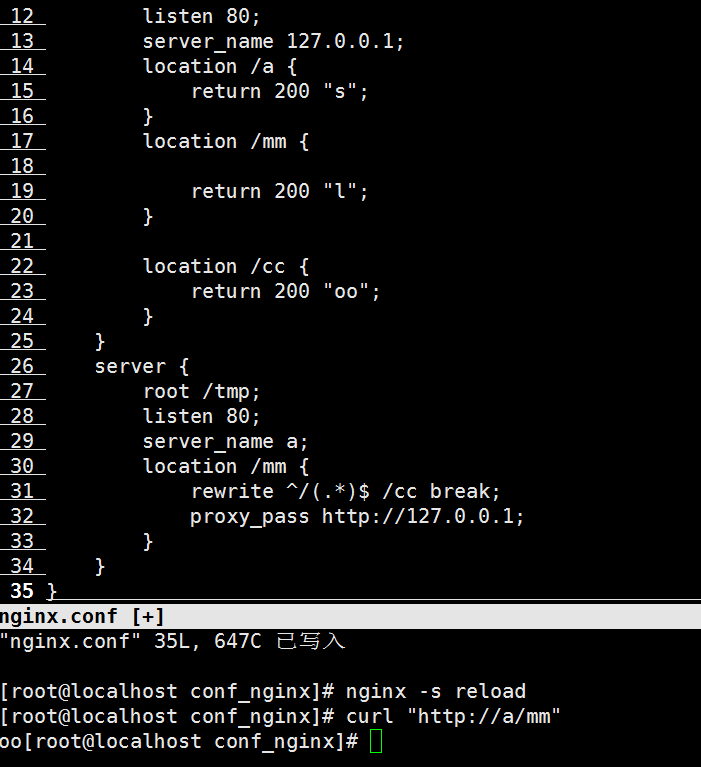 12         listen 80;
13         server_name 127.0.0.1;
14         location /a {
15             return 200 "s";
16         }
17         location /mm {
18
19             return 200 "l";
20         }
21
22         location /cc {
23             return 200 "oo";
24         }
25     }
26     server {
27         root /tmp;
28         listen 80;
29         server_name a;
30         location /mm {
31             rewrite ^/(.*)$ /cc break;
32             proxy_pass http://127.0.0.1;
33         }
34     }
35 }
nginx.conf [+]
"nginx.conf" 35L, 647C 已写入
[root@localhost conf_nginx]# nginx -s reload
[root@localhost conf_nginx]# curl "http://a/mm"
oo[root@localhost conf_nginx]#